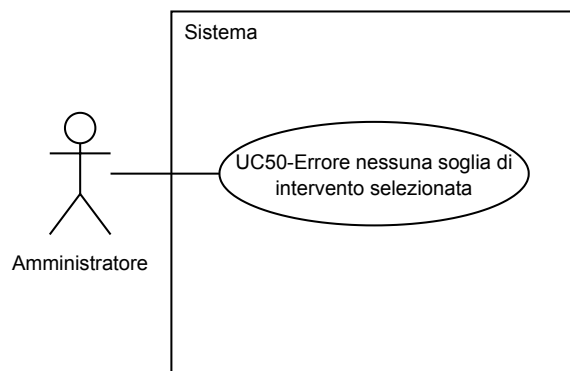 Sistema
UC50-Errore nessuna soglia di
intervento selezionata
Amministratore